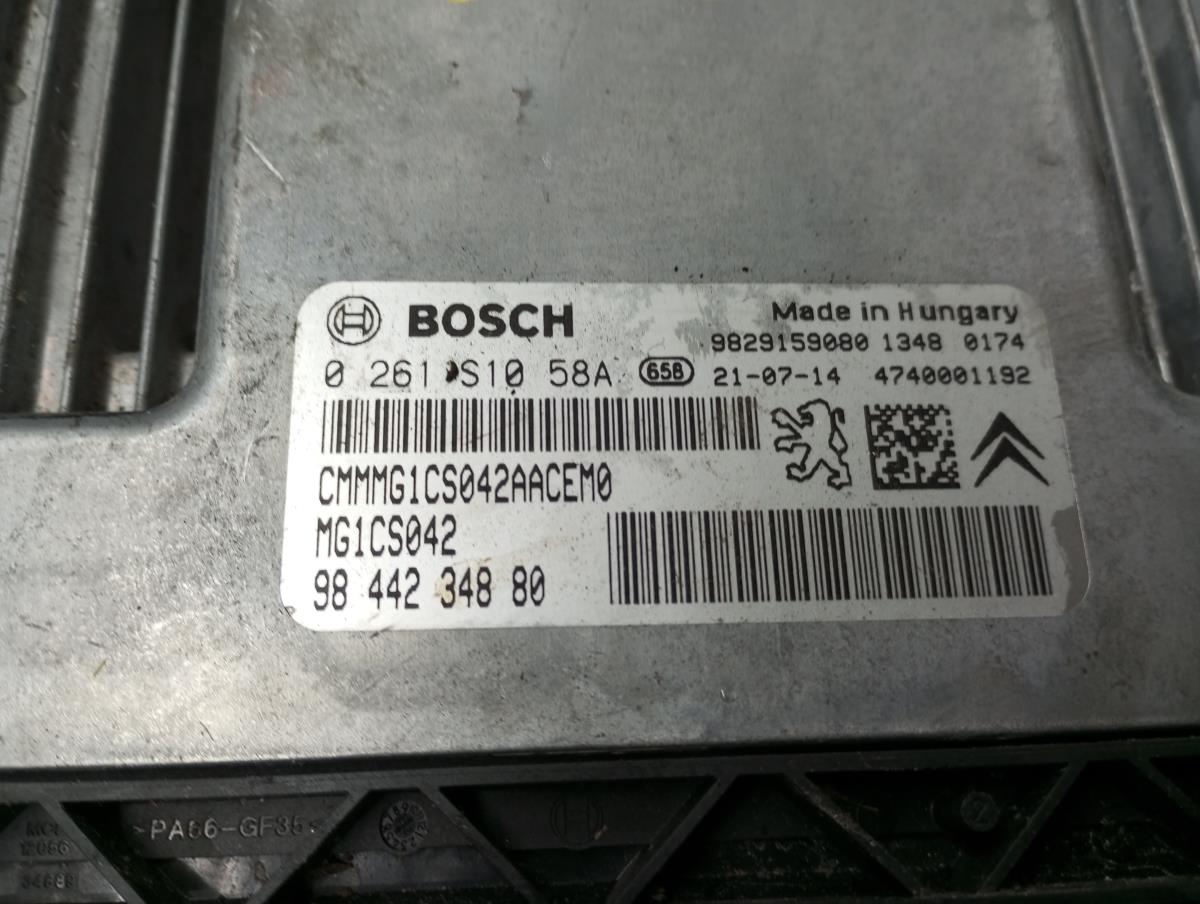 BOSCH
Made in Hungary
9829159080 1348 0174
0 261 S10 58A 658 21-07-14 4740001192
CMMMG1CS042AACEM0
MG1CS042
98 442 348 80
>PA66-GF35<